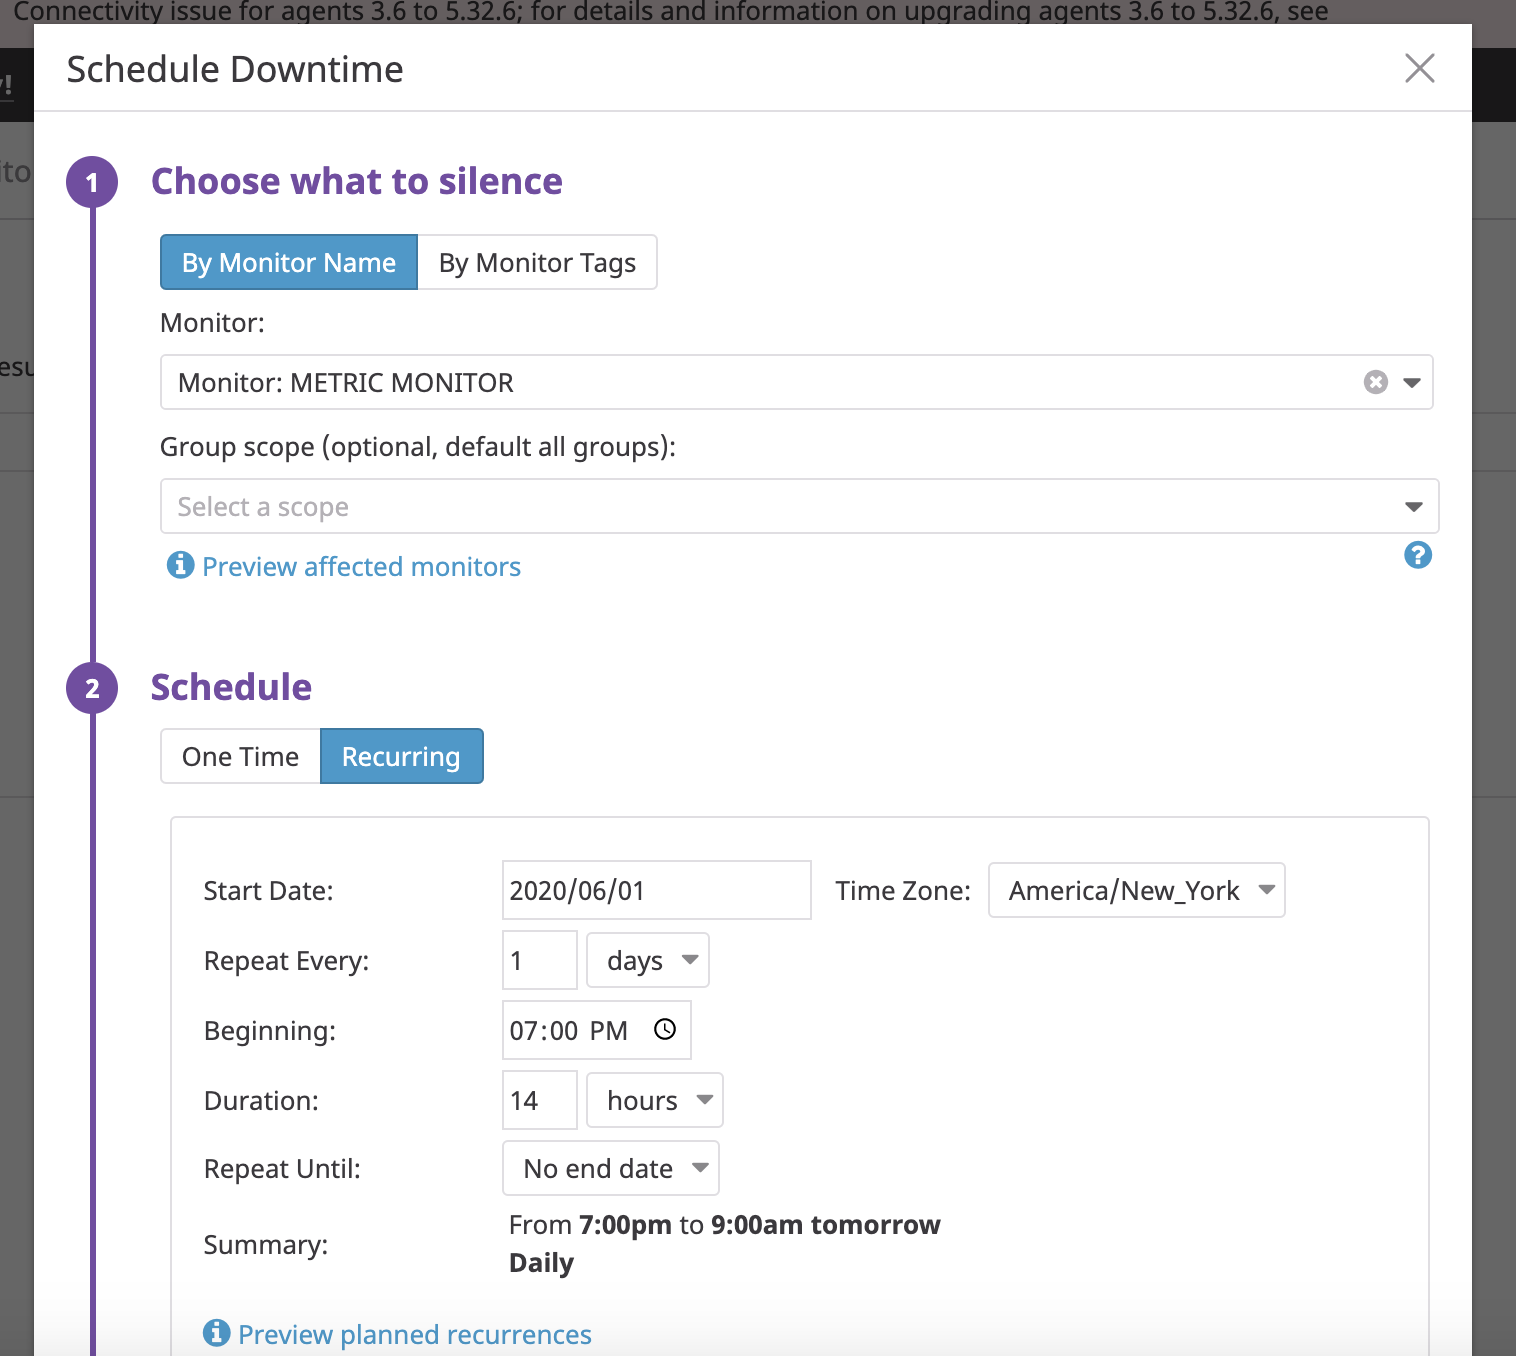 Connectivity issue for agents 3.6 to 5.32.6; for details and information on upgrading agents 3.6 to 5.32.6, see
Schedule Downtime
1 Choose what to silence
By Monitor Name By Monitor Tags
Monitor:
Monitor: METRIC MONITOR
Group scope (optional, default all groups):
Select a scope
Preview affected monitors
2 Schedule
One Time Recurring
Start Date: 2020/06/01 Time Zone: America/New_York
Repeat Every: 1 days
Beginning: 07:00 PM
Duration: 14 hours
Repeat Until: No end date
Summary: From 7:00pm to 9:00am tomorrow
Daily
Preview planned recurrences